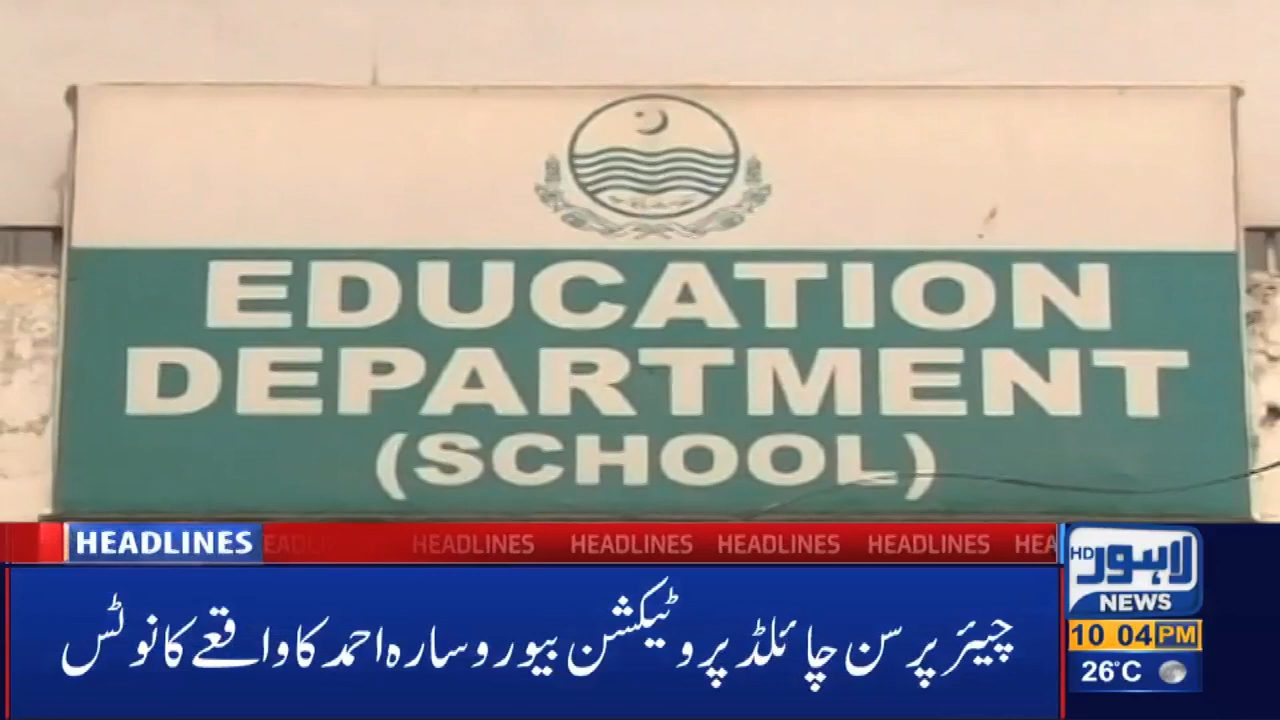 EDUCATION
DEPARTMENT
(SCHOOL)
HEADLINES
HEADLINES HEADLINES HEADLINES HEADLINES
چیئرپرسن چائلڈ پروٹیکشن بیورو سارہ احمد کا واقعے کا نوٹس
HD لاہور
NEWS
10 04 PM
26°C